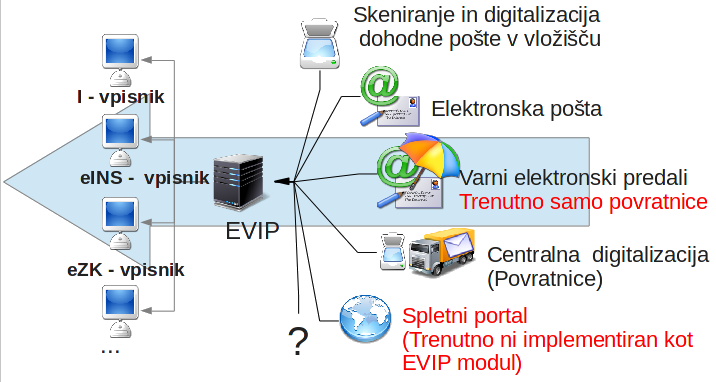 Skeniranje in digitalizacija
dohodne pošte v vložišču
I - vpisnik
Elektronska pošta
eINS - vpisnik
Varni elektronski predali
Trenutno samo povratnice
EVIP
eZK - vpisnik
Centralna digitalizacija
(Povratnice)
Spletni portal
(Trenutno ni implementiran kot
EVIP modul)
?
...